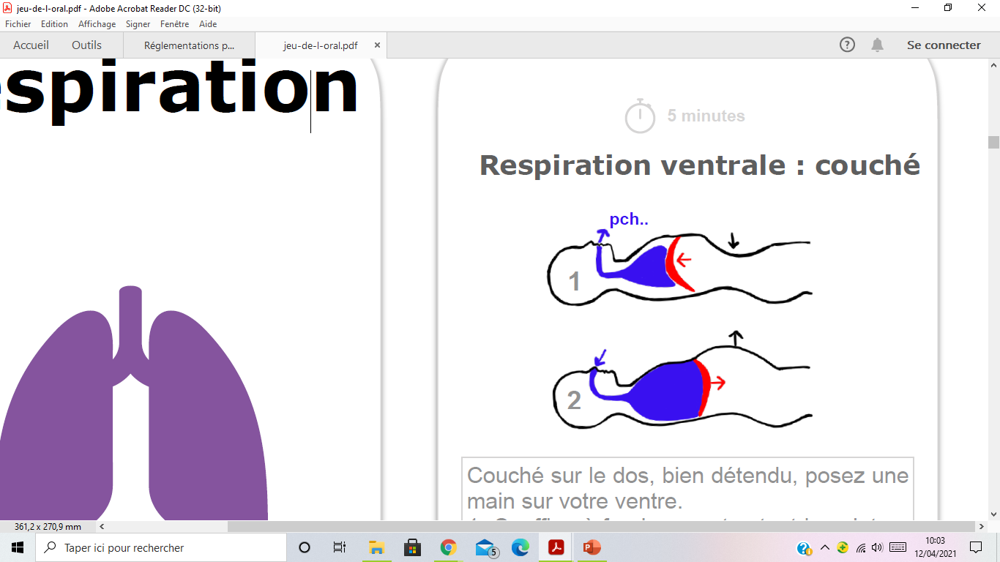 jeu-de-l-oral.pdf - Adobe Acrobat Reader DC (32-bit)
Fichier Edition Affichage Signer Fenêtre Aide
Accueil Outils Réglementations p... jeu-de-l-oral.pdf Se connecter
espiration
5 minutes
Respiration ventrale : couché
pch..
1
2
Couché sur le dos, bien détendu, posez une
main sur votre ventre.
361,2 x 270,9 mm
Taper ici pour rechercher
5
10:03
12/04/2021